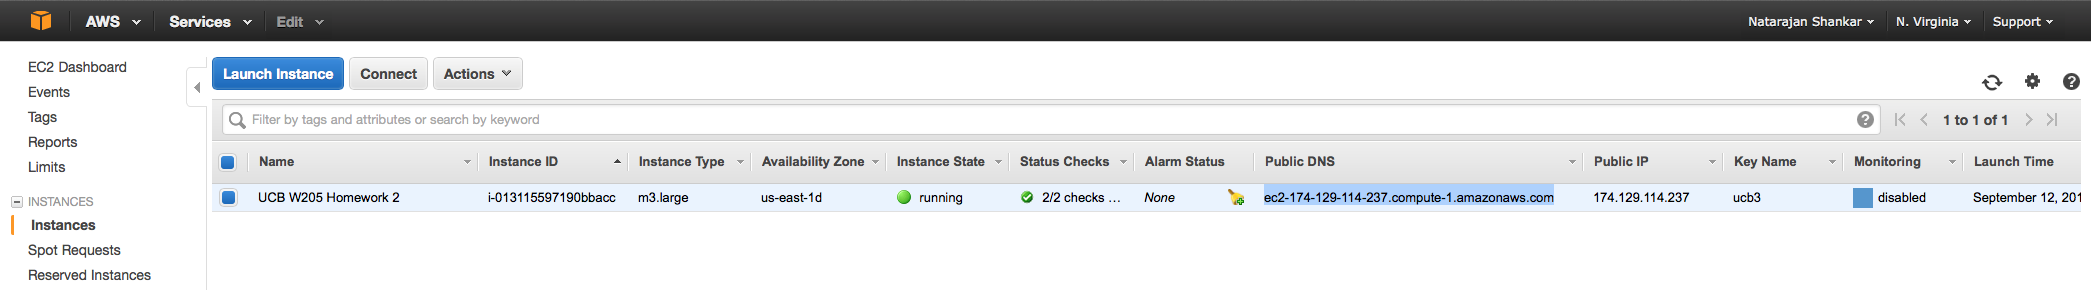 AWS Services Edit Natarajan Shankar N. Virginia Support
EC2 Dashboard
Events
Tags
Reports
Limits
INSTANCES
Instances
Spot Requests
Reserved Instances
Launch Instance Connect Actions
Filter by tags and attributes or search by keyword 1 to 1 of 1
Name Instance ID Instance Type Availability Zone Instance State Status Checks Alarm Status Public DNS Public IP Key Name Monitoring Launch Time
UCB W205 Homework 2 i-013115597190bbacc m3.large us-east-1d running 2/2 checks ... None ec2-174-129-114-237.compute-1.amazonaws.com 174.129.114.237 ucb3 disabled September 12, 201